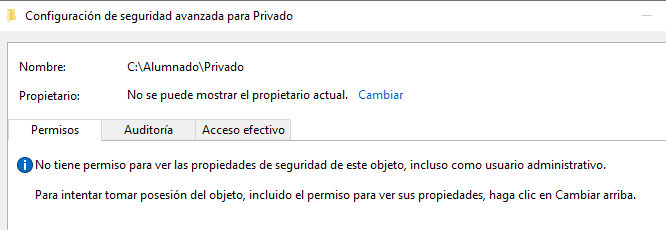 Configuración de seguridad avanzada para Privado
Nombre: C:\Alumnado\Privado
Propietario: No se puede mostrar el propietario actual. Cambiar
Permisos Auditoría Acceso efectivo
No tiene permiso para ver las propiedades de seguridad de este objeto, incluso como usuario administrativo.
Para intentar tomar posesión del objeto, incluido el permiso para ver sus propiedades, haga clic en Cambiar arriba.